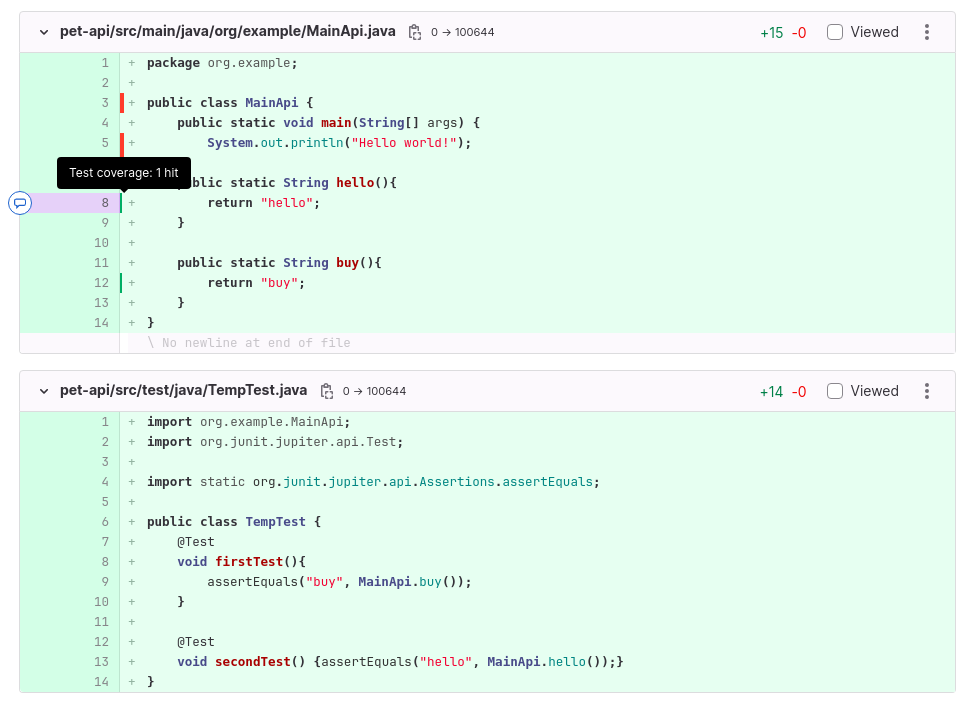 pet-api/src/main/java/org/example/MainApi.java 0 → 100644 +15 -0 Viewed
1 + package org.example;
2 +
3 + public class MainApi {
4 + public static void main(String[] args) {
5 + System.out.println("Hello world!");
Test coverage: 1 hit
blic static String hello(){
8 + return "hello";
9 + }
10 +
11 + public static String buy(){
12 + return "buy";
13 + }
14 + }
\ No newline at end of file
pet-api/src/test/java/TempTest.java 0 → 100644 +14 -0 Viewed
1 + import org.example.MainApi;
2 + import org.junit.jupiter.api.Test;
3 +
4 + import static org.junit.jupiter.api.Assertions.assertEquals;
5 +
6 + public class TempTest {
7 + @Test
8 + void firstTest(){
9 + assertEquals("buy", MainApi.buy());
10 + }
11 +
12 + @Test
13 + void secondTest() {assertEquals("hello", MainApi.hello());}
14 + }